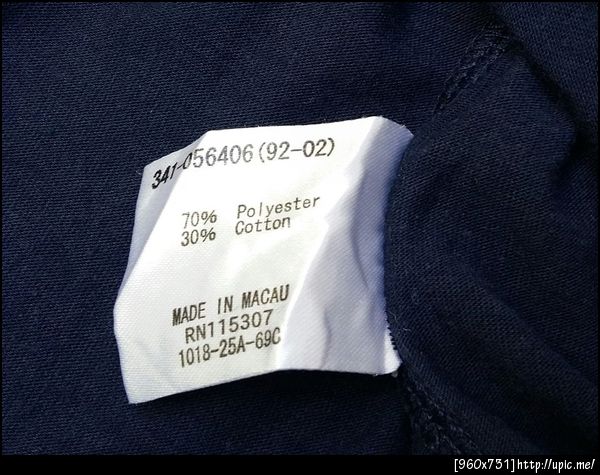 341-056406(92-02)
70% Polyester
30% Cotton
MADE IN MACAU
RN115307
1018-25A-69C
[960x731]http://upic.me/